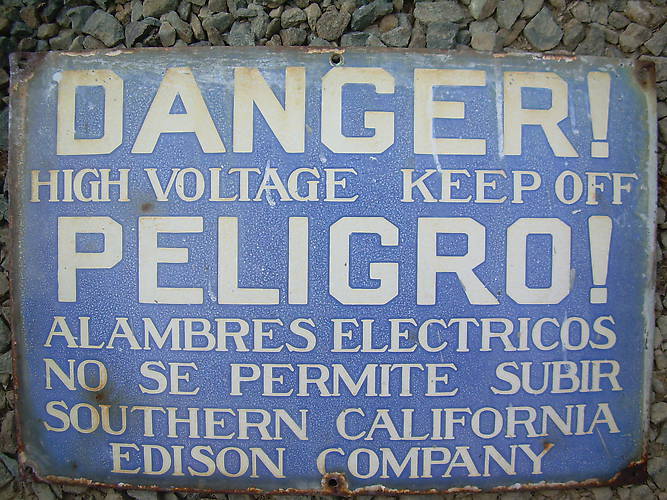 DANGER!
HIGH VOLTAGE KEEP OFF
PELIGRO!
ALAMBRES ELECTRICOS
NO SE PERMITE SUBIR
SOUTHERN CALIFORNIA
EDISON COMPANY